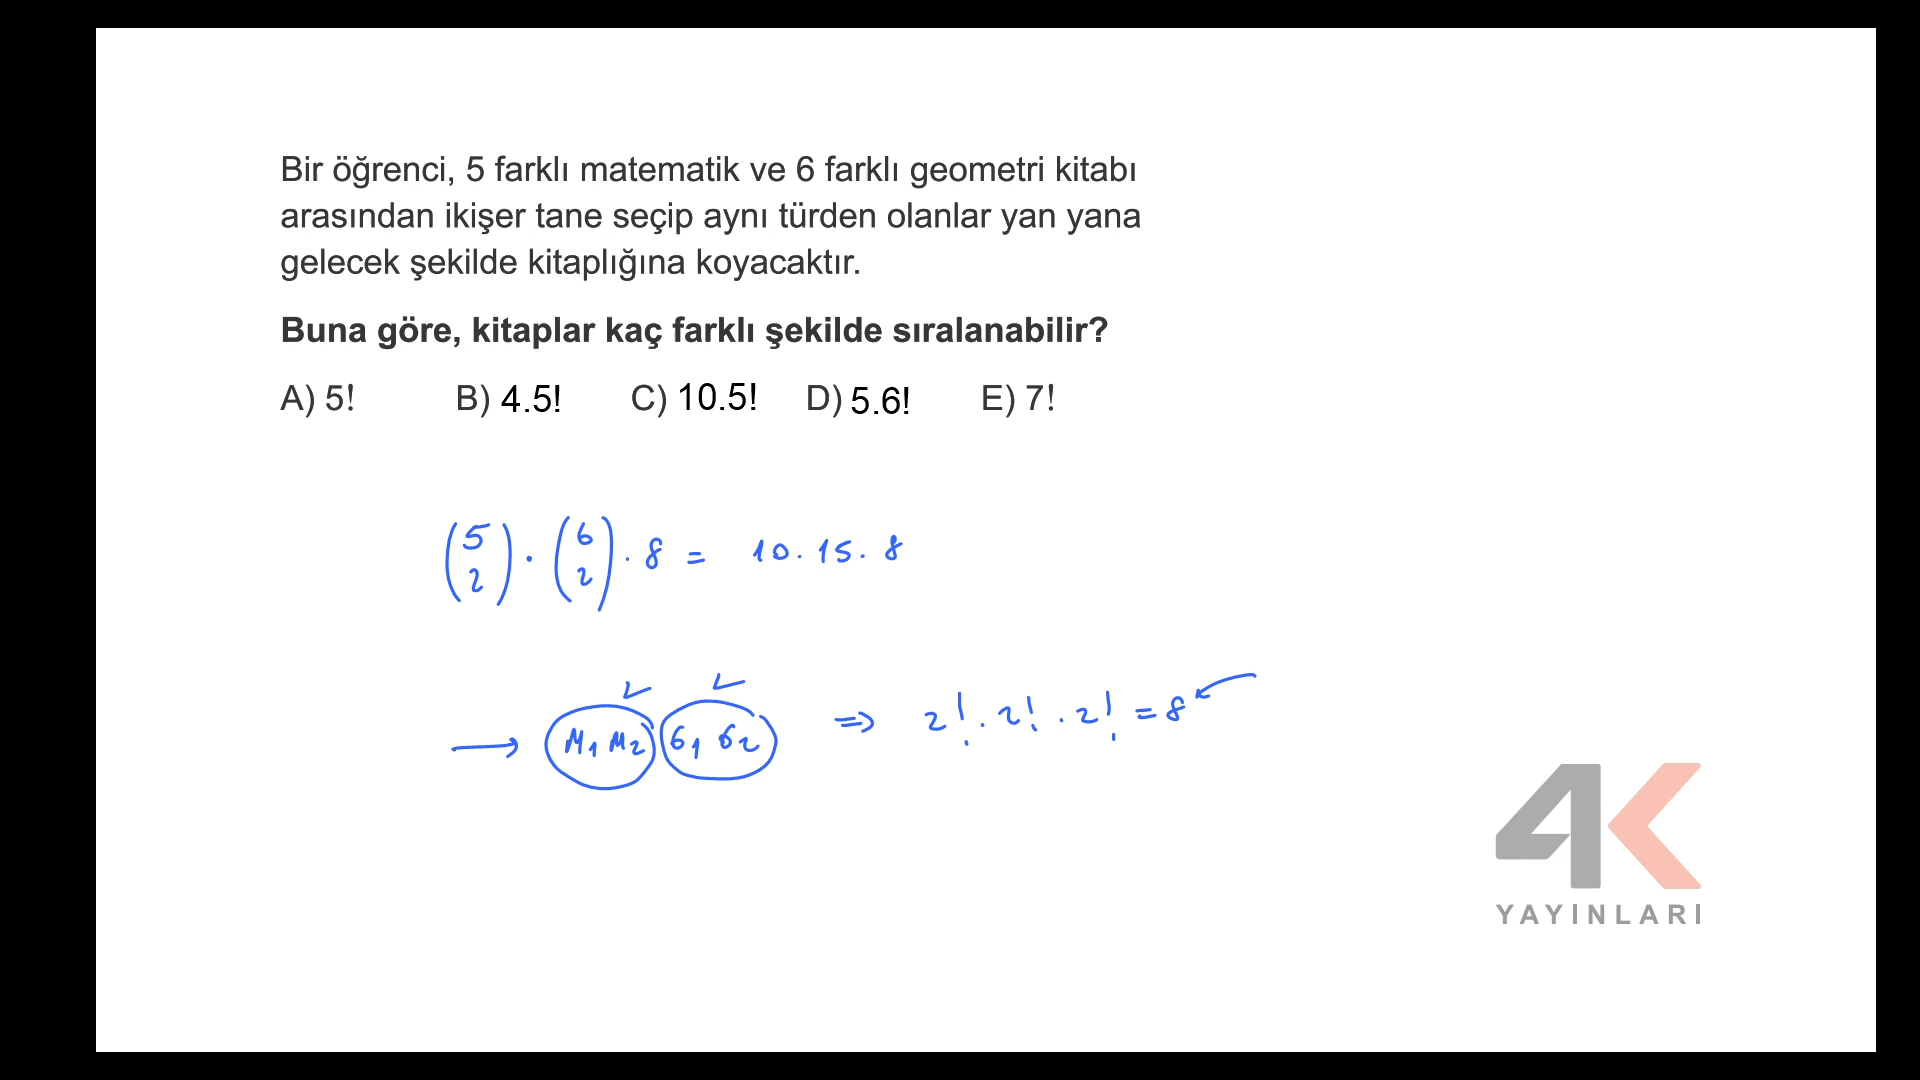 Bir öğrenci, 5 farklı matematik ve 6 farklı geometri kitabı
arasından ikişer tane seçip aynı türden olanlar yan yana
gelecek şekilde kitaplığına koyacaktır.
Buna göre, kitaplar kaç farklı şekilde sıralanabilir?
A) 5! B) 4.5! C) 10.5! D) 5.6! E) 7!
(5 2) · (6 2) · 8 = 10 · 15 · 8
→ M1 M2 G1 G2 ⇒ 2! · 2! · 2! = 8
4K
YAYINLARI